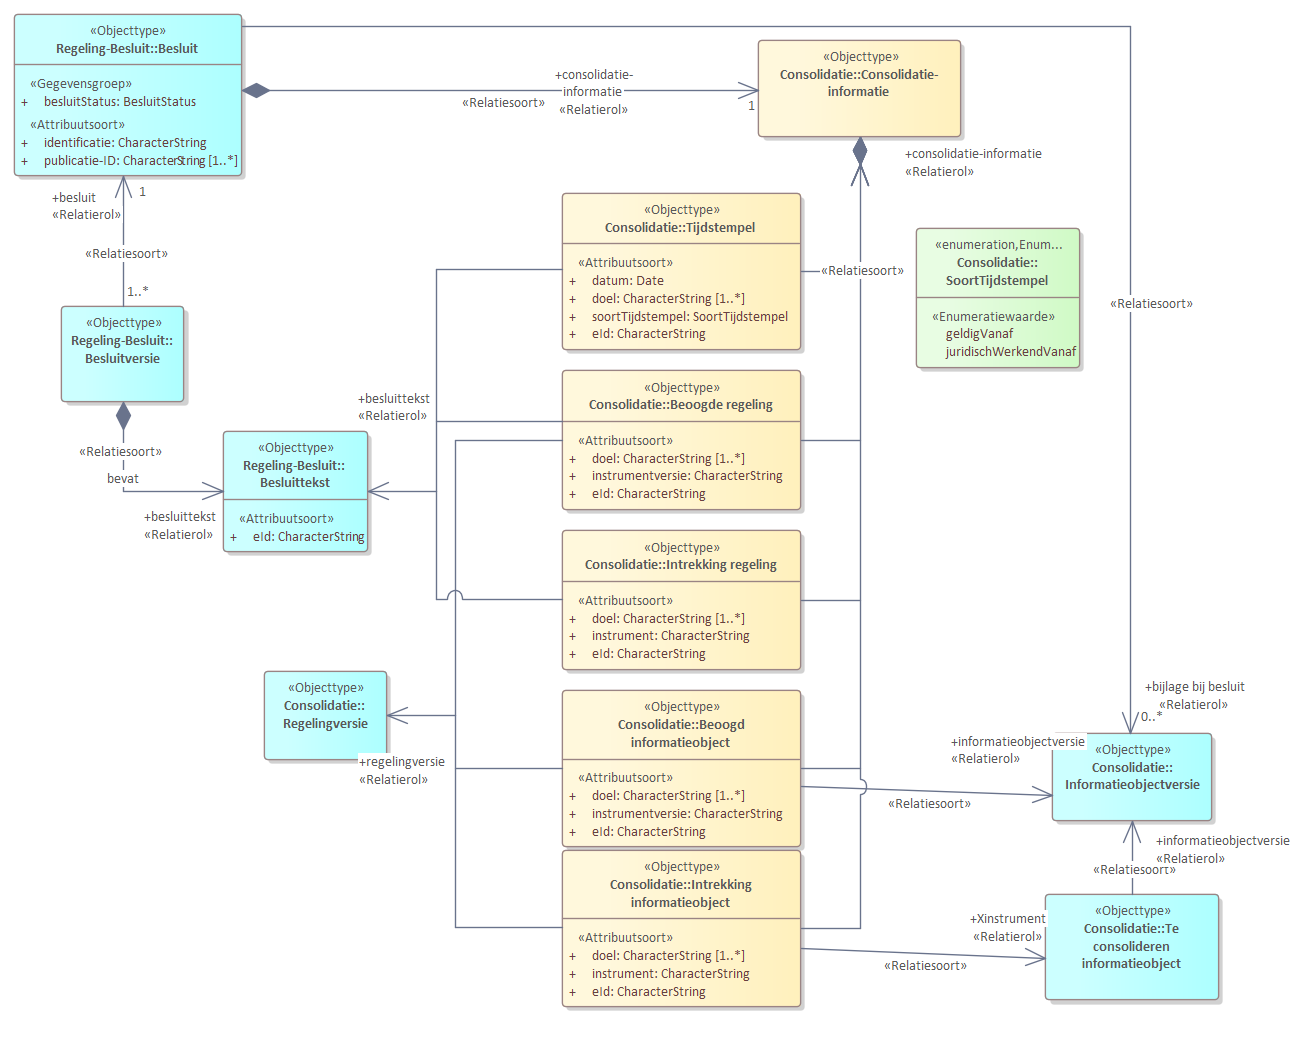 «Objecttype»
Regeling-Besluit::Besluit
«Gegevensgroep»
+ besluitStatus: BesluitStatus
«Attribuutsoort»
+ identificatie: CharacterString
+ publicatie-ID: CharacterString [1..*]
+consolidatie-
informatie
«Relatiesoort»
«Relatierol»
1
«Objecttype»
Consolidatie::Consolidatie-
informatie
+consolidatie-informatie
«Relatierol»
+besluit
«Relatierol»
1
«Relatiesoort»
1..*
«Objecttype»
Regeling-Besluit::
Besluitversie
«Relatiesoort»
bevat
+besluittekst
«Relatierol»
«Objecttype»
Regeling-Besluit::
Besluittekst
«Attribuutsoort»
+ eId: CharacterString
+besluittekst
«Relatierol»
«Objecttype»
Consolidatie::Tijdstempel
«Attribuutsoort»
+ datum: Date
+ doel: CharacterString [1..*]
+ soortTijdstempel: SoortTijdstempel
+ eId: CharacterString
«Relatiesoort»
«enumeration,Enum...
Consolidatie::
SoortTijdstempel
«Enumeratiewaarde»
geldigVanaf
juridischWerkendVanaf
«Relatiesoort»
«Objecttype»
Consolidatie::Beoogde regeling
«Attribuutsoort»
+ doel: CharacterString [1..*]
+ instrumentversie: CharacterString
+ eId: CharacterString
«Objecttype»
Consolidatie::Intrekking regeling
«Attribuutsoort»
+ doel: CharacterString [1..*]
+ instrument: CharacterString
+ eId: CharacterString
«Objecttype»
Consolidatie::
Regelingversie
+regelingversie
«Relatierol»
«Objecttype»
Consolidatie::Beoogd
informatieobject
«Attribuutsoort»
+ doel: CharacterString [1..*]
+ instrumentversie: CharacterString
+ eId: CharacterString
+bijlage bij besluit
«Relatierol»
0..*
+informatieobjectversie
«Relatierol»
«Relatiesoort»
«Objecttype»
Consolidatie::
Informatieobjectversie
+informatieobjectversie
«Relatierol»
«Relatiesoort»
«Objecttype»
Consolidatie::Intrekking
informatieobject
«Attribuutsoort»
+ doel: CharacterString [1..*]
+ instrument: CharacterString
+ eId: CharacterString
+Xinstrument
«Relatierol»
«Relatiesoort»
«Objecttype»
Consolidatie::Te
consolideren
informatieobject